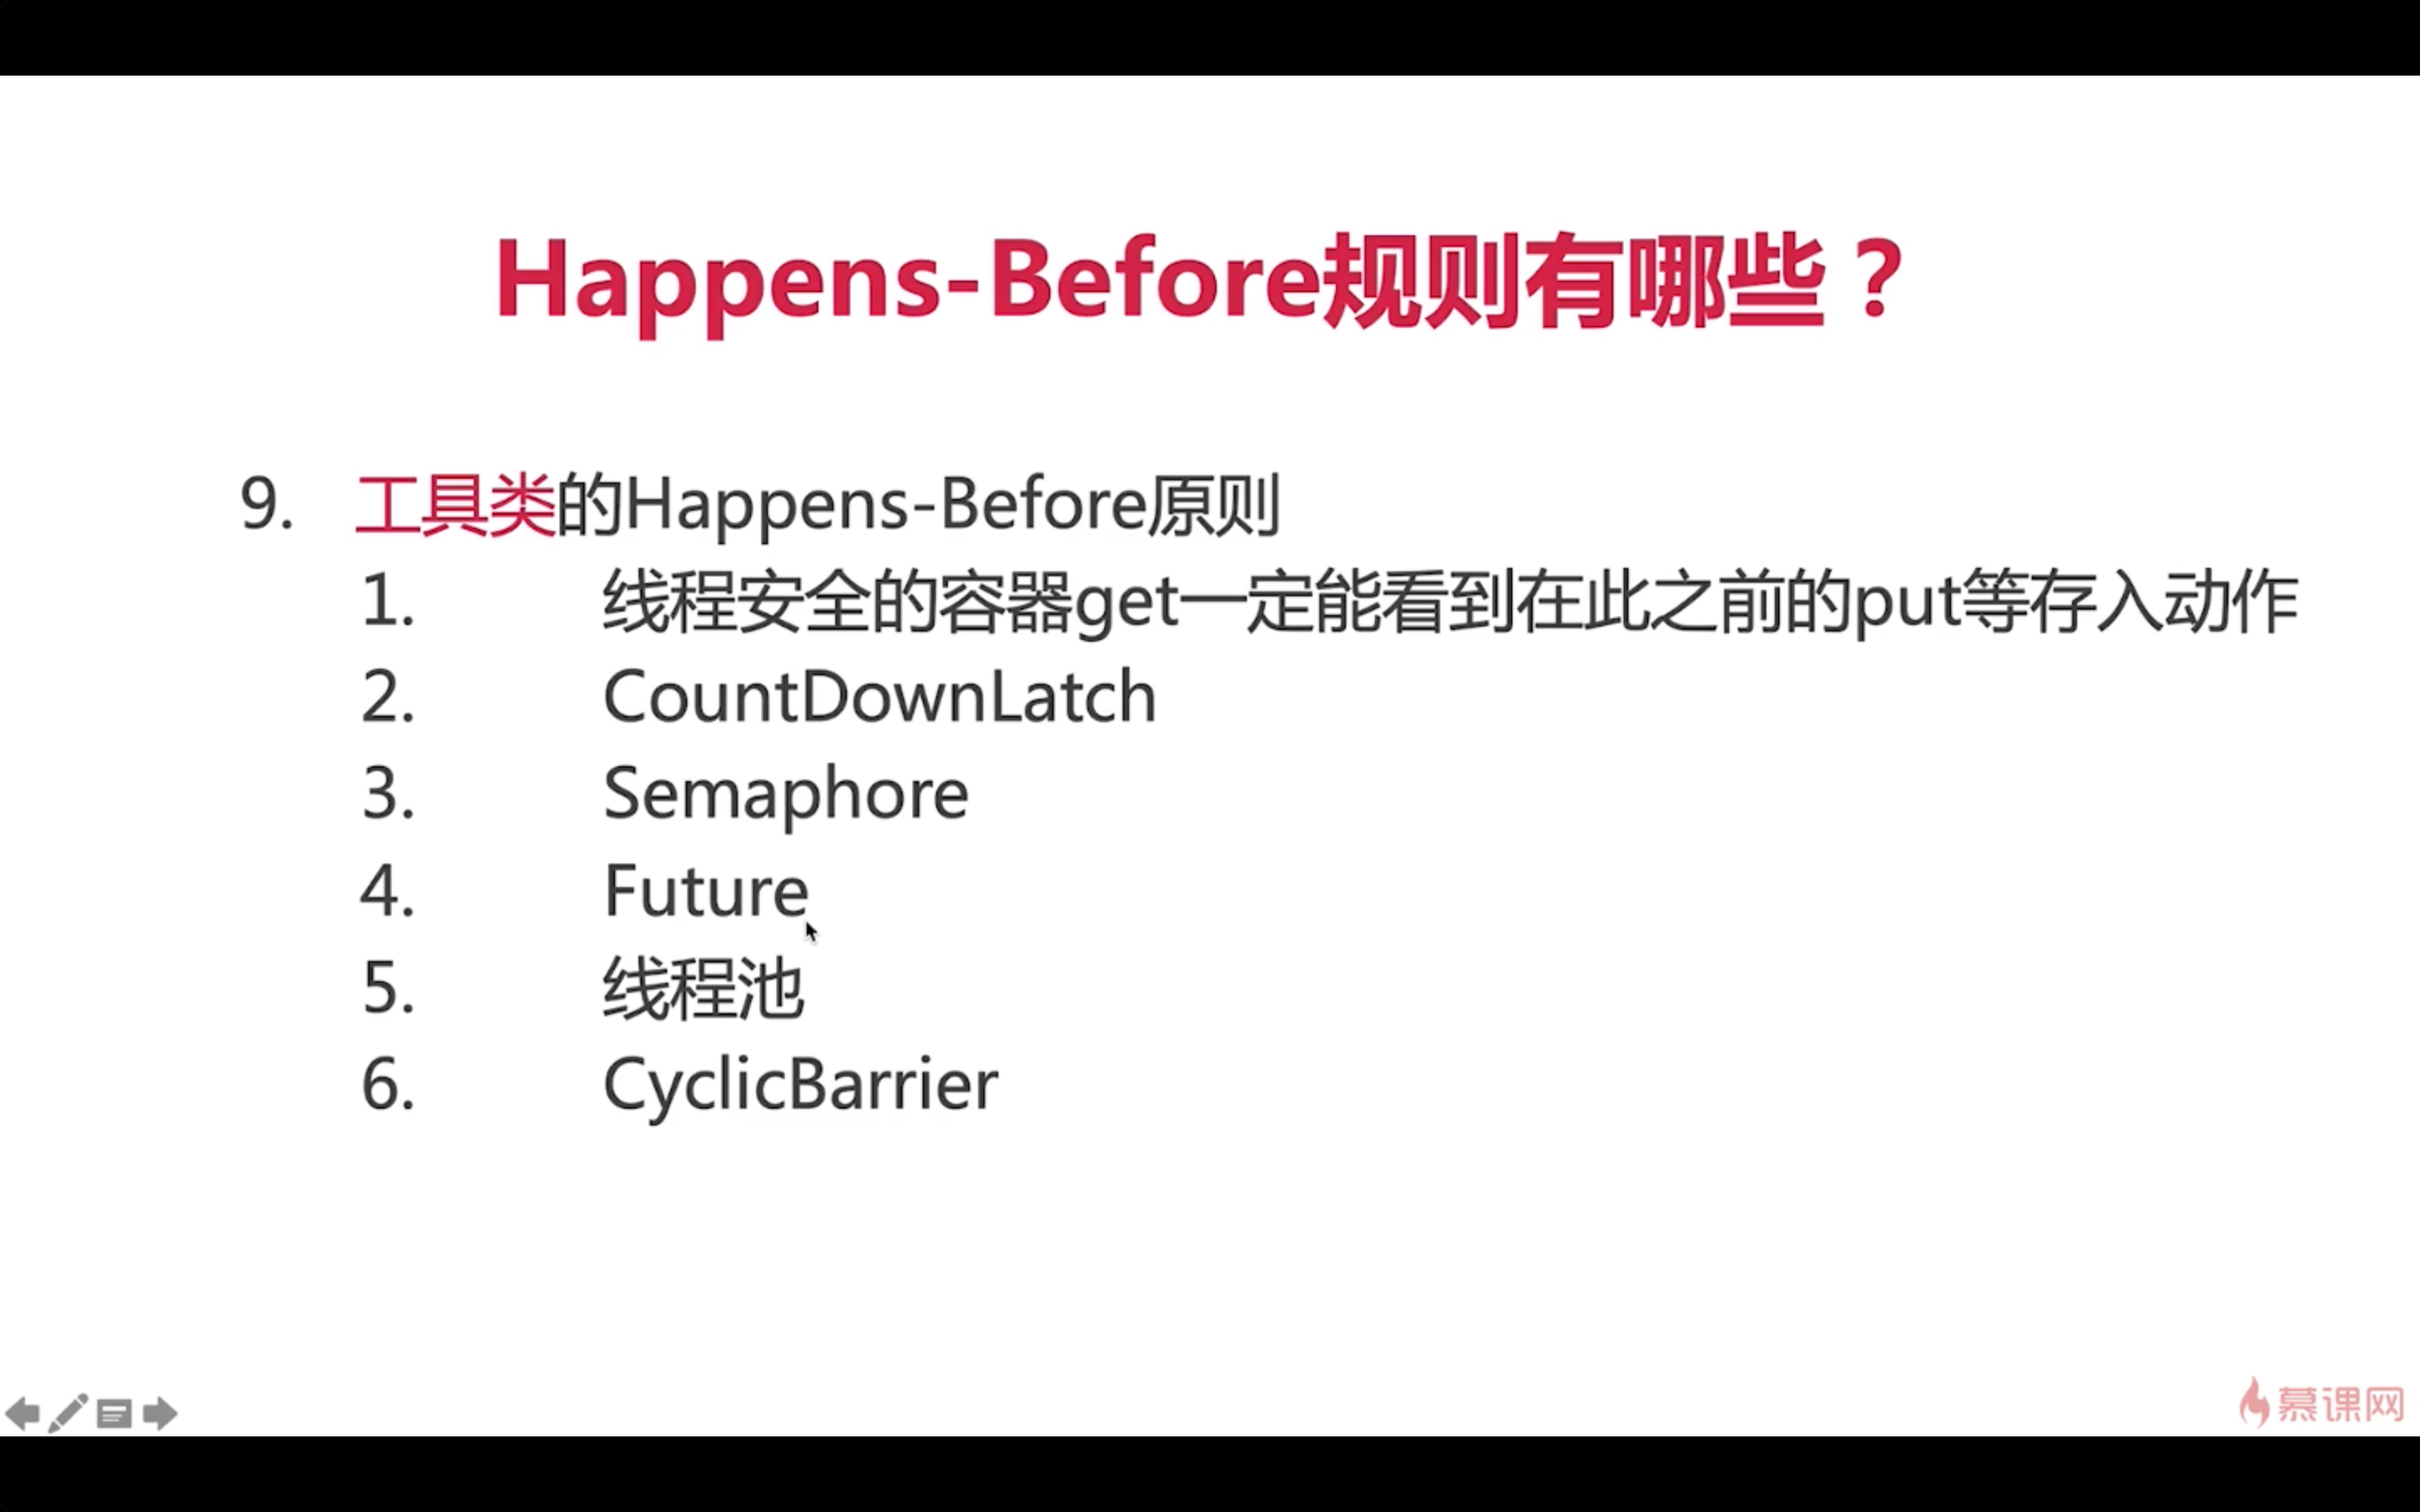 Happens-Before规则有哪些？
9. 工具类的Happens-Before原则
1. 线程安全的容器get一定能看到在此之前的put等存入动作
2. CountDownLatch
3. Semaphore
4. Future
5. 线程池
6. CyclicBarrier
慕课网